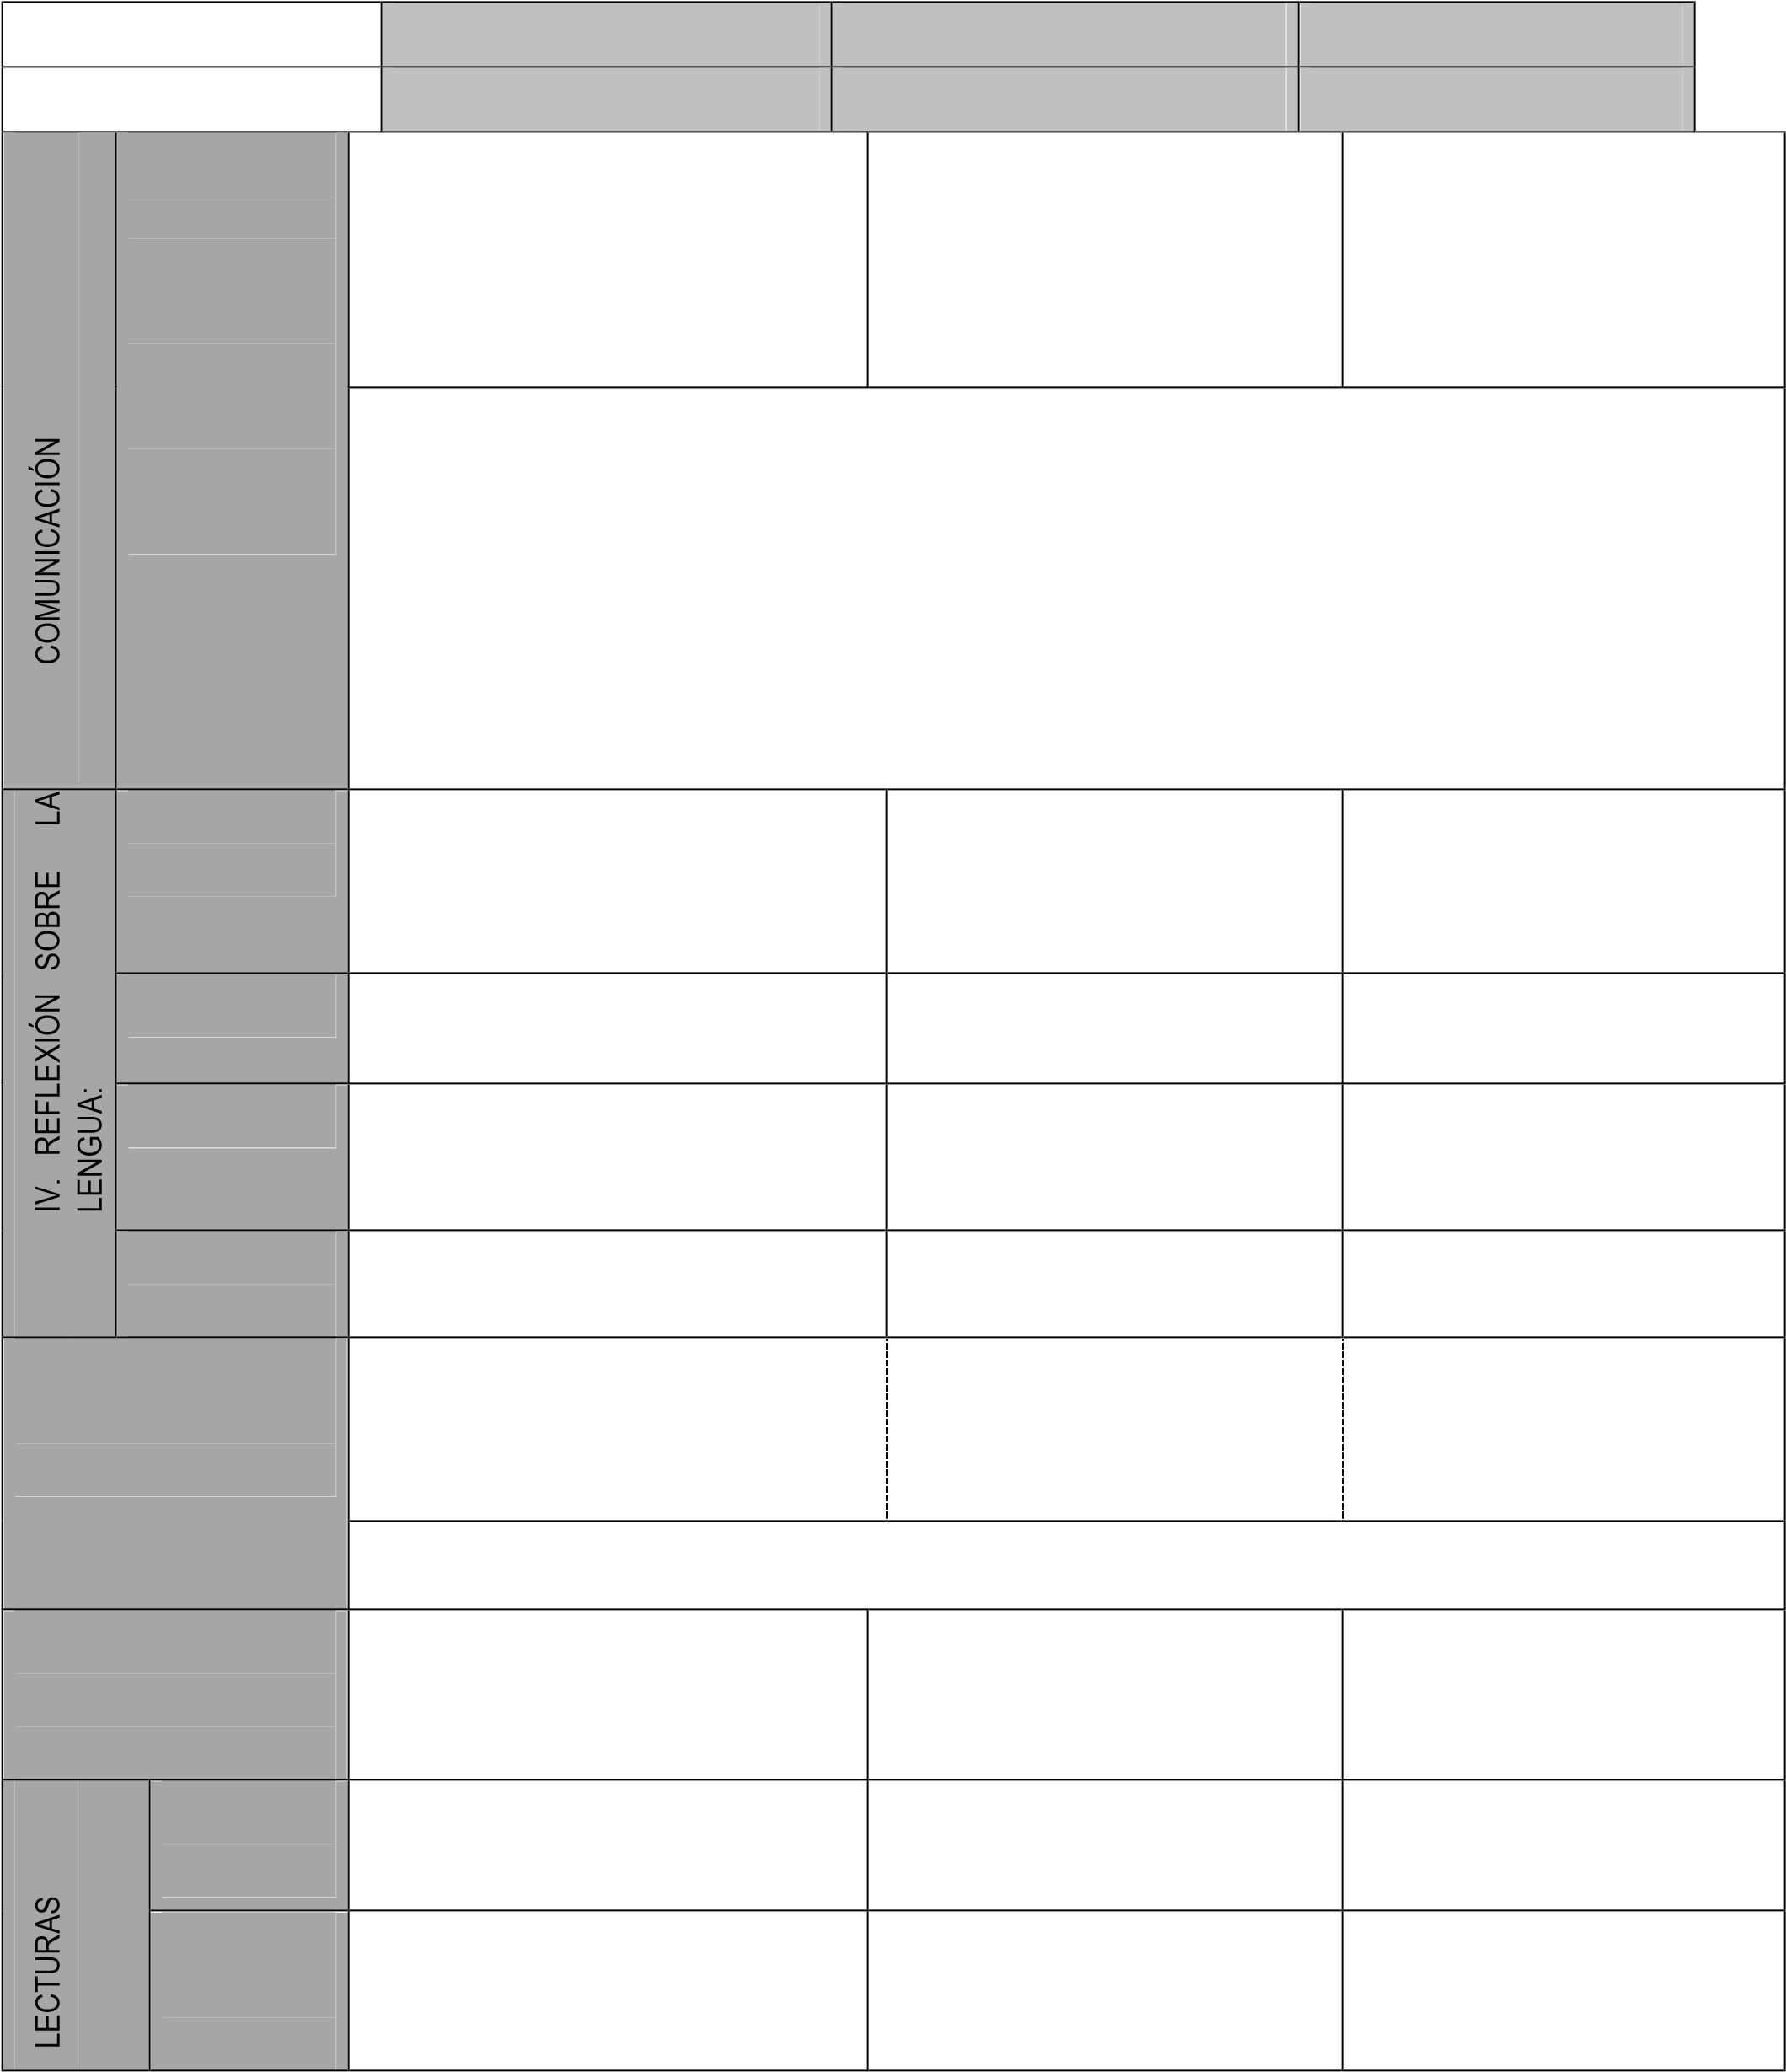 COMUNICACIÓN
IV. REFLEXIÓN SOBRE LA
LENGUA:
LECTURAS